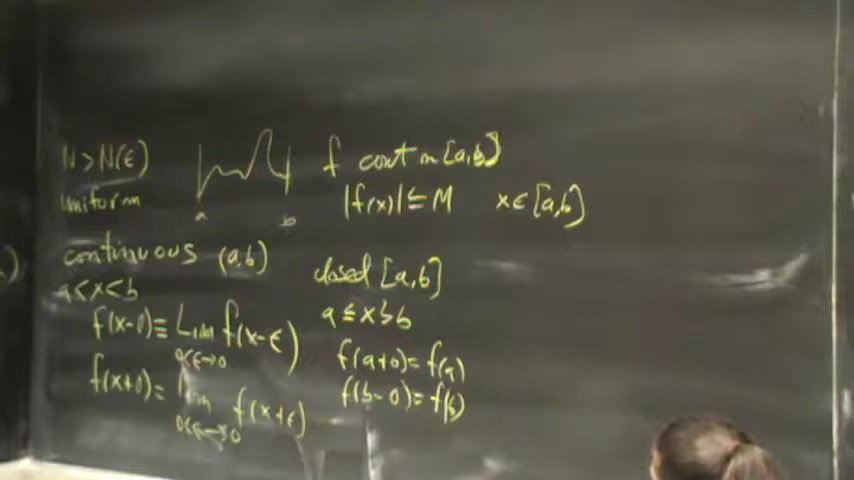 N>N(ε)
uniform
a
b
f cont on [a,b]
|f(x)| ≤ M x∈[a,b]
continuous (a,b)
a<x<b
f(x-0)≡ Lim f(x-ε)
0<ε→0
f(x+0)= lim f(x+ε)
0<ε→0
closed [a,b]
a≤x>b
f(a+0)=f(a)
f(b-0)=f(b)